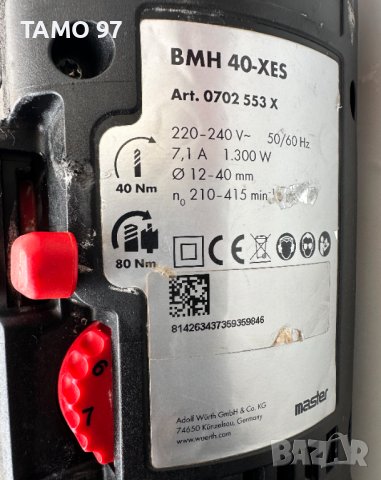 TAMO 97
BMH 40-XES
Art. 0702 553 X
220-240 V~ 50/60 Hz
7,1 A 1.300 W
Ø 12-40 mm
n₀ 210-415 min
40 Nm
80 Nm
CE
814263437359359846
6
7
Adolf Würth GmbH & Co. KG
74650 Künzelsau, Germany
www.wuerth.com
master
BAZAR